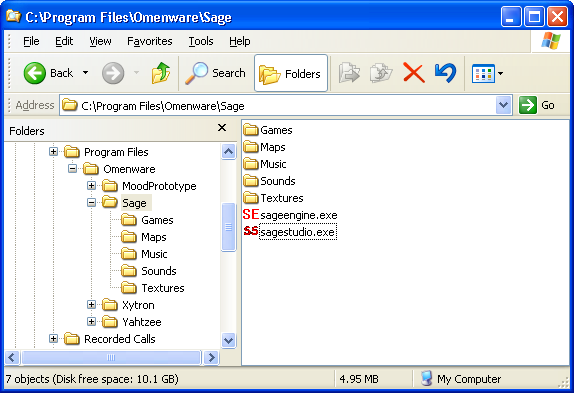 C:\Program Files\Omenware\Sage
File Edit View Favorites Tools Help
Back Search Folders
Address C:\Program Files\Omenware\Sage Go
Folders
Program Files
Omenware
MoodPrototype
Sage
Games
Maps
Music
Sounds
Textures
Xytron
Yahtzee
Recorded Calls
Games
Maps
Music
Sounds
Textures
SE sageengine.exe
SS sagestudio.exe
7 objects (Disk free space: 10.1 GB) 4.95 MB My Computer